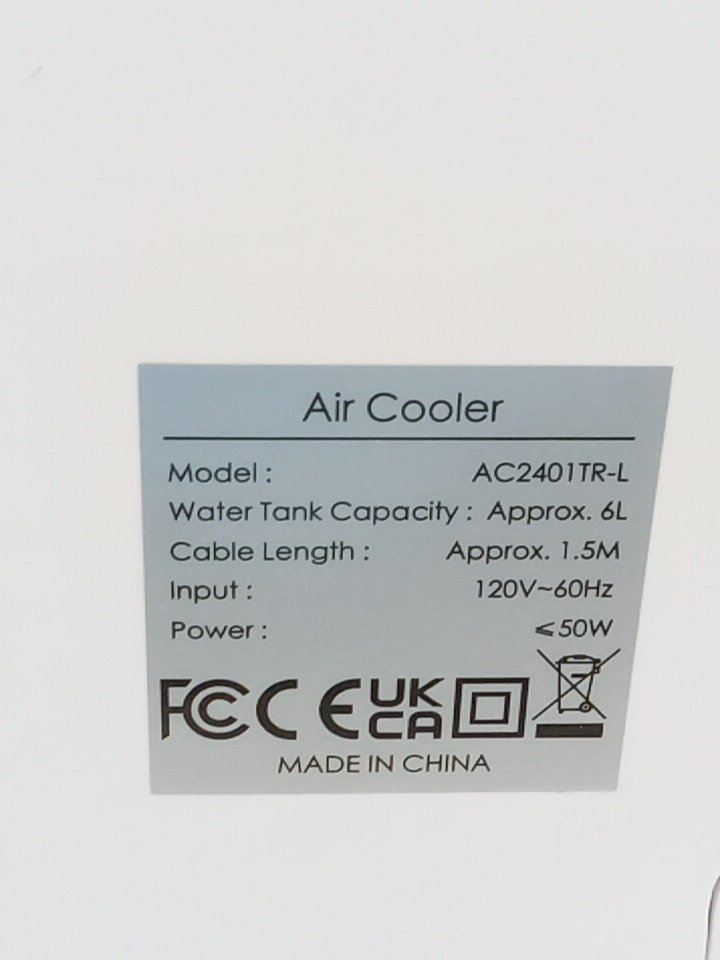 Air Cooler
Model : AC2401TR-L
Water Tank Capacity : Approx. 6L
Cable Length : Approx. 1.5M
Input : 120V~60Hz
Power : ⩽50W
FC CE UK
CA
MADE IN CHINA